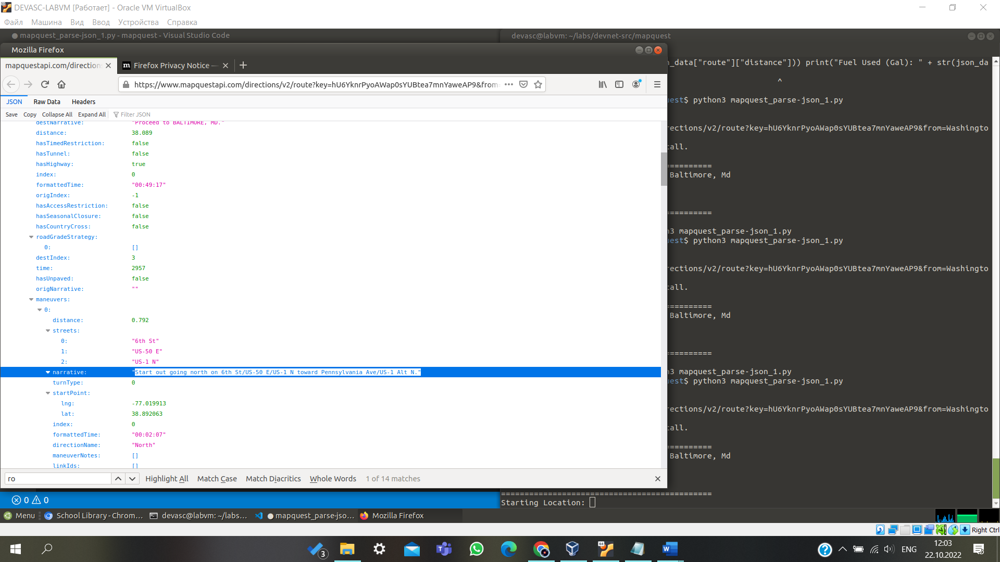 DEVASC-LABVM [Работает] - Oracle VM VirtualBox
Файл Машина Вид Ввод Устройства Справка
mapquest_parse-json_1.py - mapquest - Visual Studio Code
devasc@labvm: ~/labs/devnet-src/mapquest
Mozilla Firefox
mapquestapi.com/direction
Firefox Privacy Notice —
https://www.mapquestapi.com/directions/v2/route?key=hU6YknrPyoAWap0sYUBtea7mnYaweAP9&from=
JSON Raw Data Headers
Save Copy Collapse All Expand All Filter JSON
destNarrative: "Proceed to BALTIMORE, MD."
distance: 38.089
hasTimedRestriction: false
hasTunnel: false
hasHighway: true
index: 0
formattedTime: "00:49:17"
origIndex: -1
hasAccessRestriction: false
hasSeasonalClosure: false
hasCountryCross: false
roadGradeStrategy:
0: []
destIndex: 3
time: 2957
hasUnpaved: false
origNarrative: ""
maneuvers:
0:
distance: 0.792
streets:
0: "6th St"
1: "US-50 E"
2: "US-1 N"
narrative: "Start out going north on 6th St/US-50 E/US-1 N toward Pennsylvania Ave/US-1 Alt N."
turnType: 0
startPoint:
lng: -77.019913
lat: 38.892063
index: 0
formattedTime: "00:02:07"
directionName: "North"
maneuverNotes: []
linkIds: []
ro Highlight All Match Case Match Diacritics Whole Words 1 of 14 matches
n_data["route"]["distance"])) print("Fuel Used (Gal): " + str(json_da
^
uest$ python3 mapquest_parse-json_1.py
rections/v2/route?key=hU6YknrPyoAWap0sYUBtea7mnYaweAP9&from=Washingto
call.
==========
Baltimore, Md
==========
n3 mapquest_parse-json_1.py
uest$ python3 mapquest_parse-json_1.py
rections/v2/route?key=hU6YknrPyoAWap0sYUBtea7mnYaweAP9&from=Washingto
call.
==========
Baltimore, Md
==========
n3 mapquest_parse-json_1.py
uest$ python3 mapquest_parse-json_1.py
rections/v2/route?key=hU6YknrPyoAWap0sYUBtea7mnYaweAP9&from=Washingto
call.
==========
Baltimore, Md
=============================================
Starting Location:
0 0
Menu School Library - Chrom... devasc@labvm: ~/labs... mapquest_parse-jso... Mozilla Firefox
Right Ctrl
3
ENG
12:03
22.10.2022